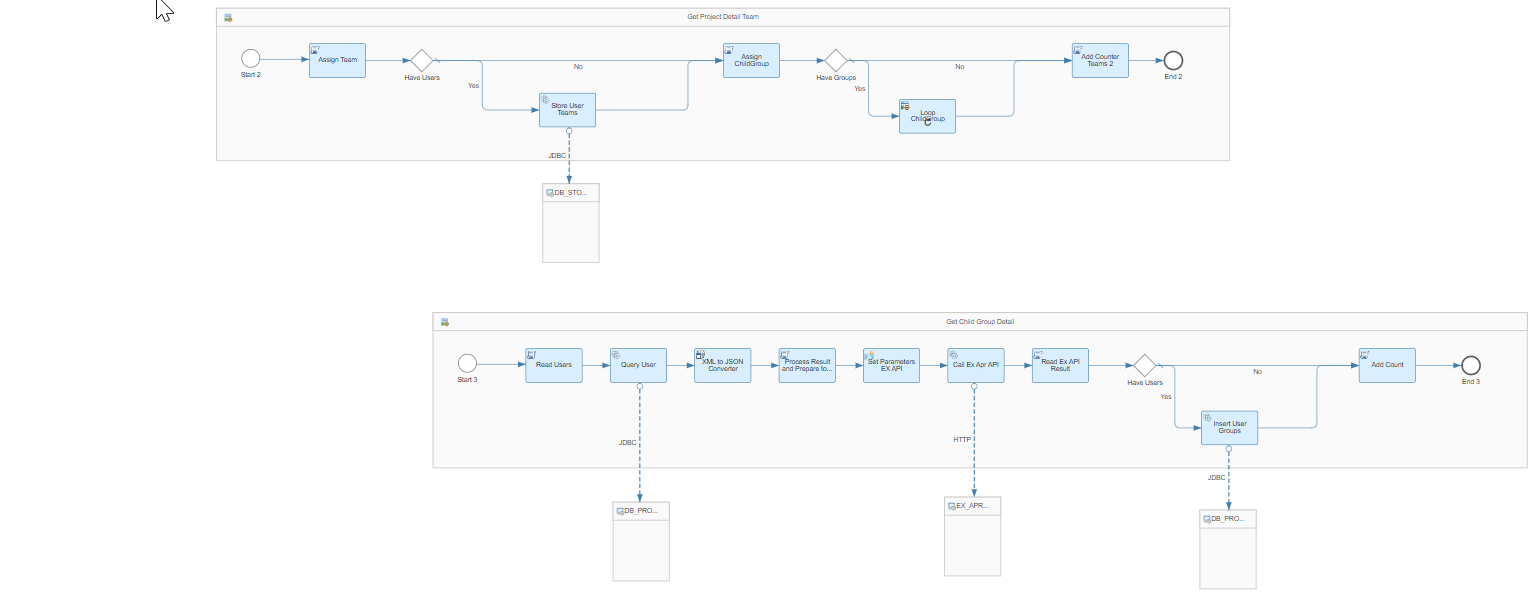 Get Project Detail Team
Start 2
Assign Team
Have Users
No
Yes
Store User
Teams
JDBC
DB_STO...
Assign
ChildGroup
Have Groups
No
Yes
Loop
ChildGroup
Add Counter
Teams 2
End 2
Get Child Group Detail
Start 3
Read Users
Query User
JDBC
DB_PRO...
XML to JSON
Converter
Process Result
and Prepare to...
Set Parameters
EX API
Call Ex Apr API
HTTP
EX_APR...
Read Ex API
Result
Have Users
No
Yes
Insert User
Groups
JDBC
DB_PRO...
Add Count
End 3